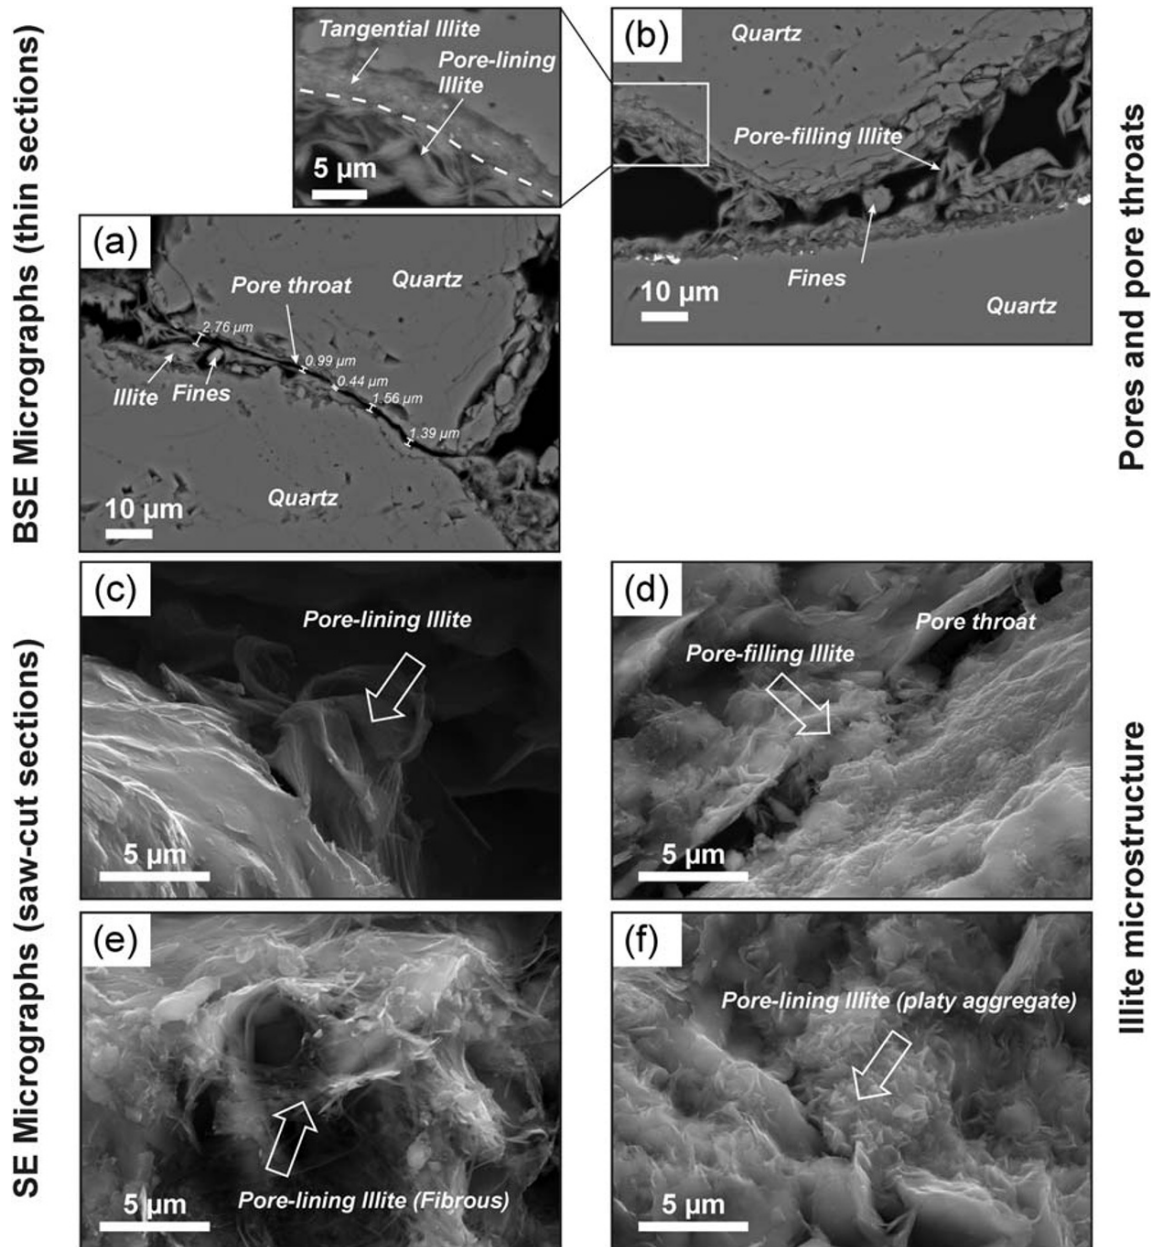 BSE Micrographs (thin sections)
SE Micrographs (saw-cut sections)
Pores and pore throats
Illite microstructure
Tangential Illite
Pore-lining
Illite
5 µm
(b)
Quartz
Pore-filling Illite
Fines
10 µm
Quartz
(a)
Quartz
Pore throat
2.76 µm
0.99 µm
0.44 µm
1.56 µm
1.39 µm
Illite
Fines
Quartz
10 µm
(c)
Pore-lining Illite
5 µm
(d)
Pore throat
Pore-filling Illite
5 µm
(e)
Pore-lining Illite (Fibrous)
5 µm
(f)
Pore-lining Illite (platy aggregate)
5 µm